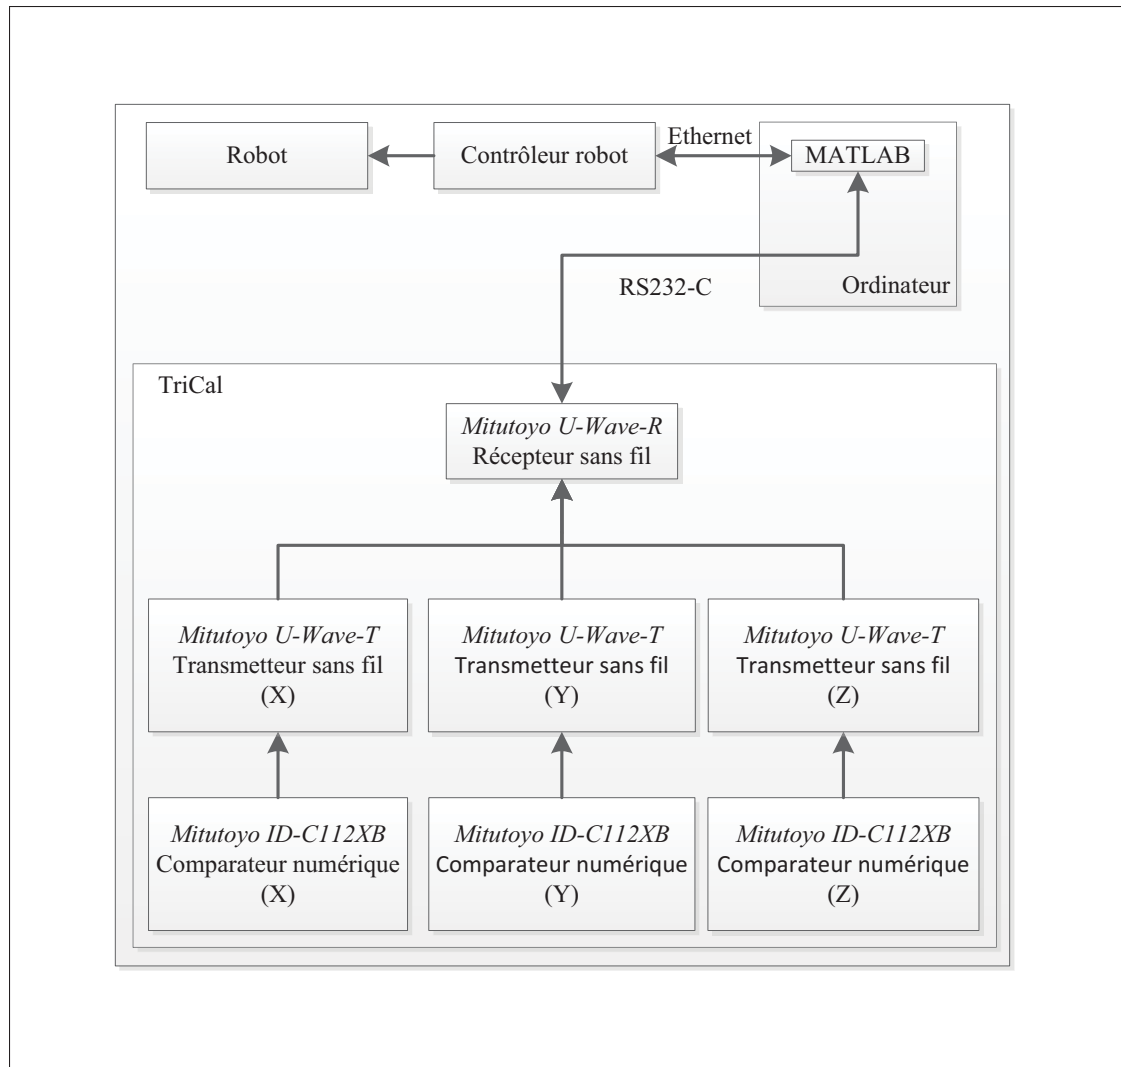 Robot
Contrôleur robot
Ethernet
MATLAB
RS232-C
Ordinateur
TriCal
Mitutoyo U-Wave-R
Récepteur sans fil
Mitutoyo U-Wave-T
Transmetteur sans fil
(X)
Mitutoyo U-Wave-T
Transmetteur sans fil
(Y)
Mitutoyo U-Wave-T
Transmetteur sans fil
(Z)
Mitutoyo ID-C112XB
Comparateur numérique
(X)
Mitutoyo ID-C112XB
Comparateur numérique
(Y)
Mitutoyo ID-C112XB
Comparateur numérique
(Z)